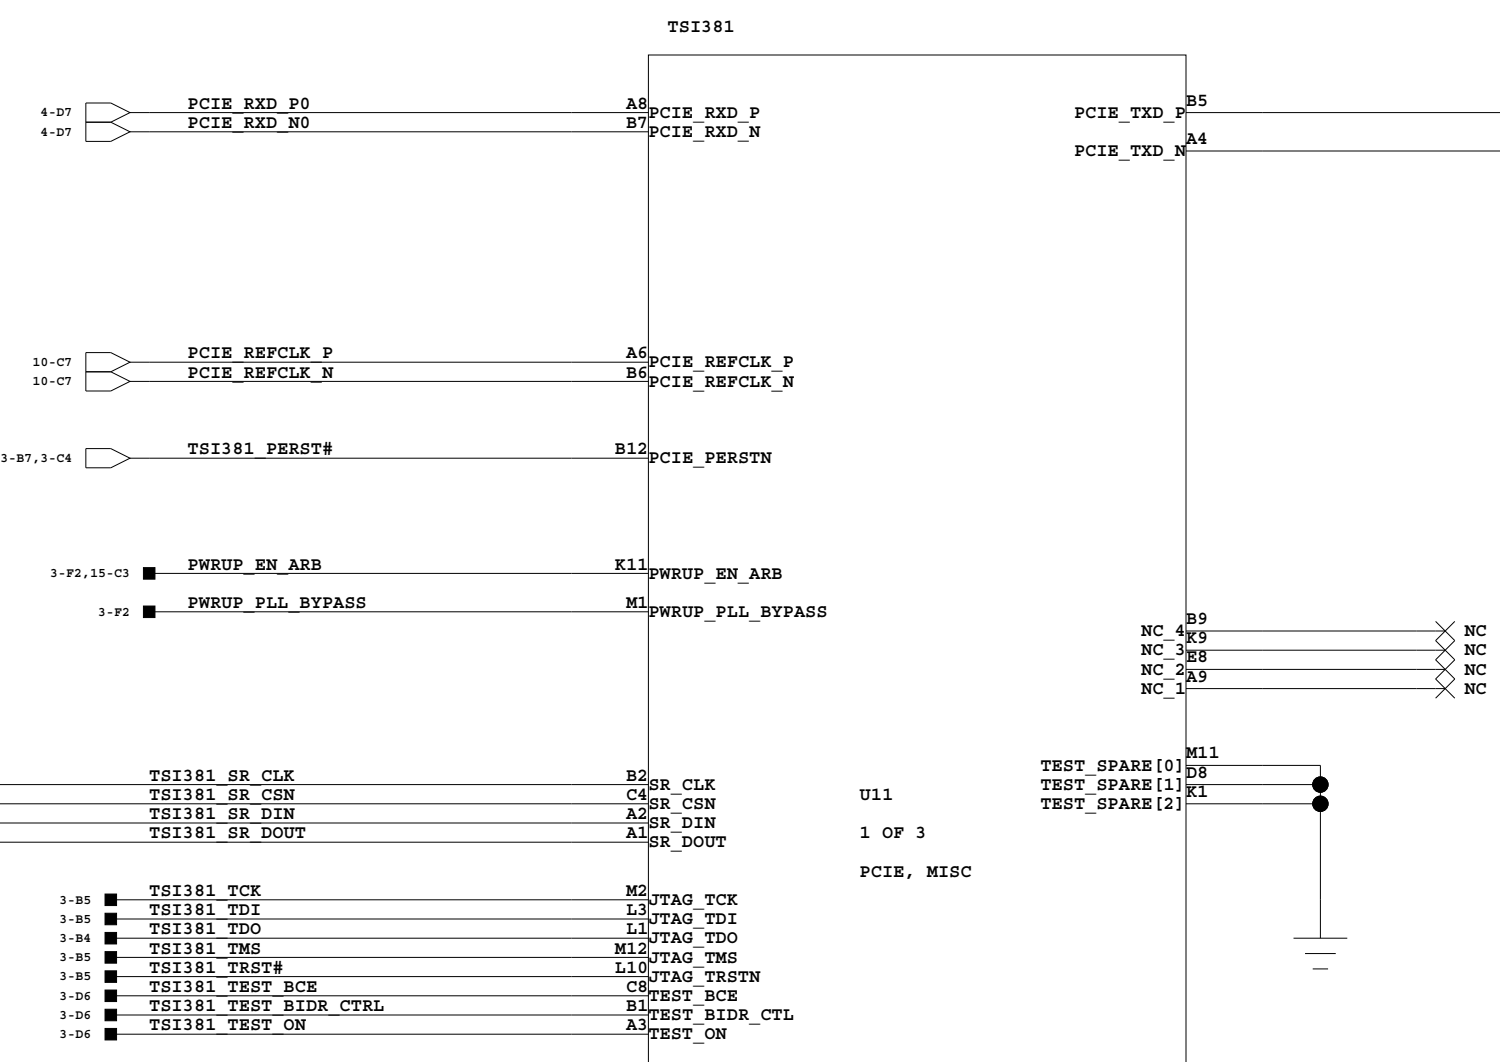 TSI381
B5
PCIE_RXD_P0 A8
4-D7 PCIE_RXD_P PCIE_TXD_P
PCIE_RXD_N0 B7
4-D7 PCIE_RXD_N
A4
PCIE_TXD_N
PCIE_REFCLK_P A6
10-C7 PCIE_REFCLK_P
PCIE_REFCLK_N B6
10-C7 PCIE_REFCLK_N
TSI381_PERST# B12
3-B7,3-C4 PCIE_PERSTN
PWRUP_EN_ARB K11
3-F2,15-C3 PWRUP_EN_ARB
PWRUP_PLL_BYPASS M1
3-F2 PWRUP_PLL_BYPASS
B9
NC_4 NC
K9
NC_3 NC
E8
NC_2 NC
A9
NC_1 NC
M11
TEST_SPARE[0]
D8
TSI381_SR_CLK B2
SR_CLK TEST_SPARE[1]
TSI381_SR_CSN C4 U11 K1
SR_CSN TEST_SPARE[2]
TSI381_SR_DIN A2
SR_DIN
TSI381_SR_DOUT A1 1 OF 3
SR_DOUT
PCIE, MISC
TSI381_TCK M2
3-B5 JTAG_TCK
TSI381_TDI L3
3-B5 JTAG_TDI
TSI381_TDO L1
3-B4 JTAG_TDO
TSI381_TMS M12
3-B5 JTAG_TMS
TSI381_TRST# L10
3-B5 JTAG_TRSTN
TSI381_TEST_BCE C8
3-D6 TEST_BCE
TSI381_TEST_BIDR_CTRL B1
3-D6 TEST_BIDR_CTL
TSI381_TEST_ON A3
3-D6 TEST_ON